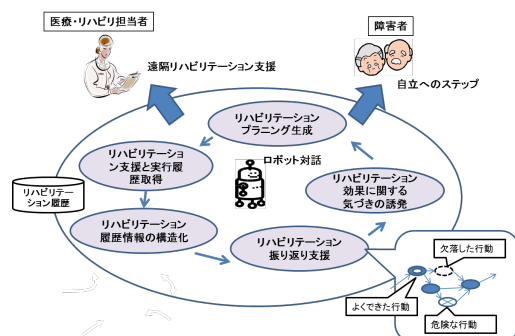 医療・リハビリ担当者
障害者
遠隔リハビリテーション支援
自立へのステップ
リハビリテーション
プラニング生成
リハビリテーショ
ン支援と実行履
歴取得
ロボット対話
リハビリテーション
効果に関する
気づきの誘発
リハビリテー
ション履歴
リハビリテーション
履歴情報の構造化
リハビリテーション
振り返り支援
欠落した行動
よくできた行動
危険な行動